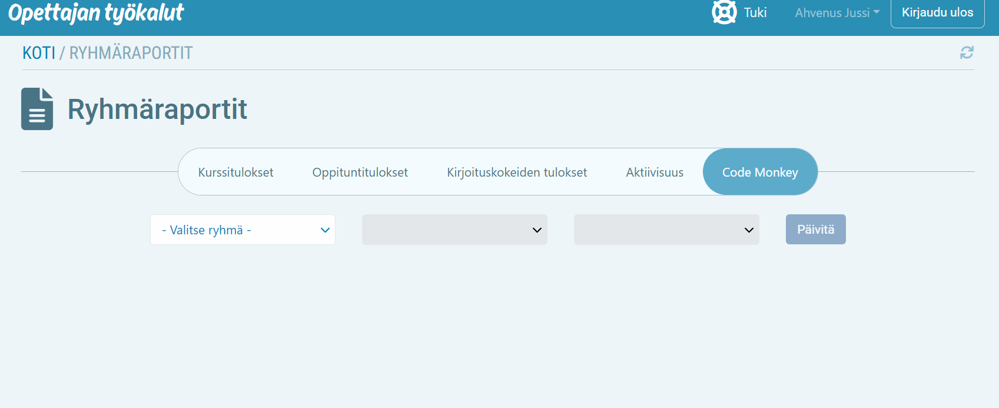 Opettajan työkalut
Tuki
Ahvenus Jussi
Kirjaudu ulos
KOTI / RYHMÄRAPORTIT
Ryhmäraportit
Kurssitulokset
Oppituntitulokset
Kirjoituskokeiden tulokset
Aktiivisuus
Code Monkey
- Valitse ryhmä -
Päivitä